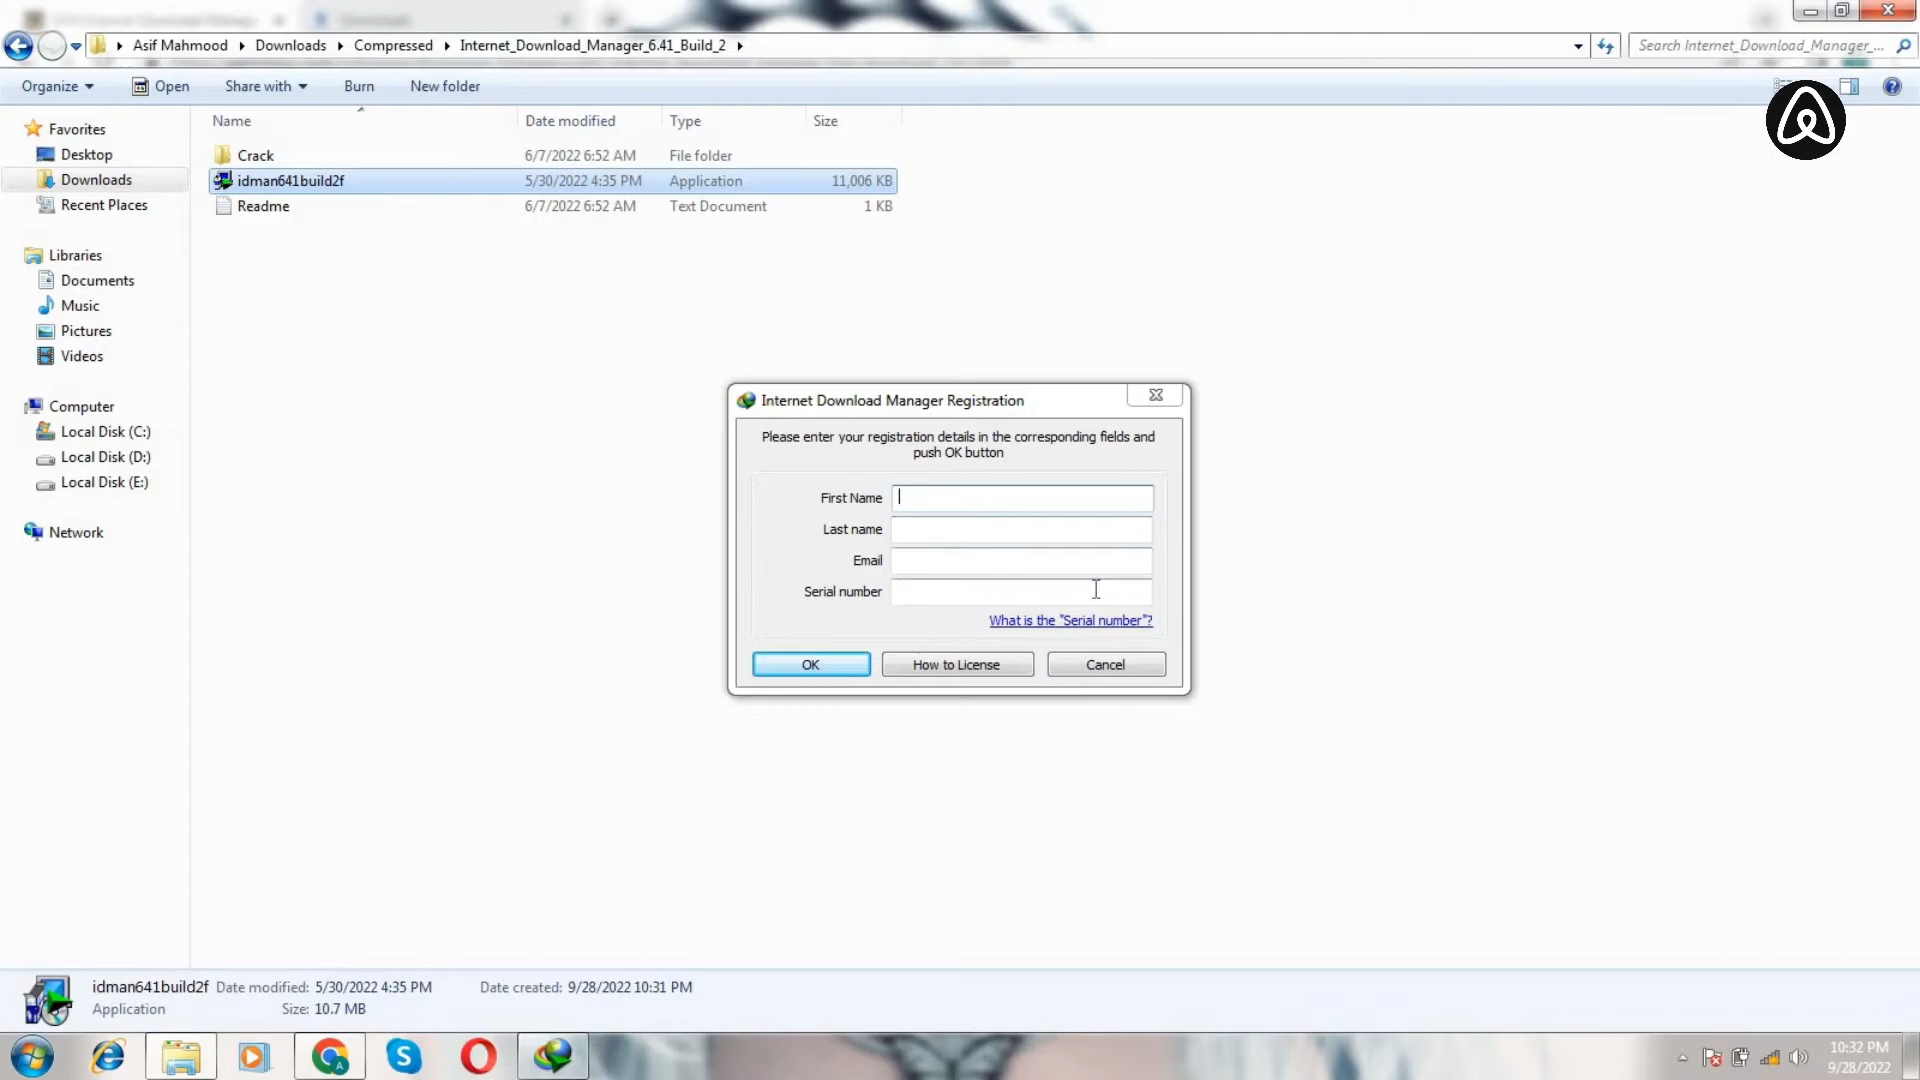 Asif Mahmood Downloads Compressed Internet_Download_Manager_6.41_Build_2
Search Internet_Download_Manager_...
Organize Open Share with Burn New folder
Name Date modified Type Size
Favorites
Desktop
Downloads
Recent Places
Libraries
Documents
Music
Pictures
Videos
Computer
Local Disk (C:)
Local Disk (D:)
Local Disk (E:)
Network
Crack 6/7/2022 6:52 AM File folder
idman641build2f 5/30/2022 4:35 PM Application 11,006 KB
Readme 6/7/2022 6:52 AM Text Document 1 KB
Internet Download Manager Registration
Please enter your registration details in the corresponding fields and
push OK button
First Name
Last name
Email
Serial number
What is the "Serial number"?
OK How to License Cancel
idman641build2f Date modified: 5/30/2022 4:35 PM Date created: 9/28/2022 10:31 PM
Application Size: 10.7 MB
10:32 PM
9/28/2022